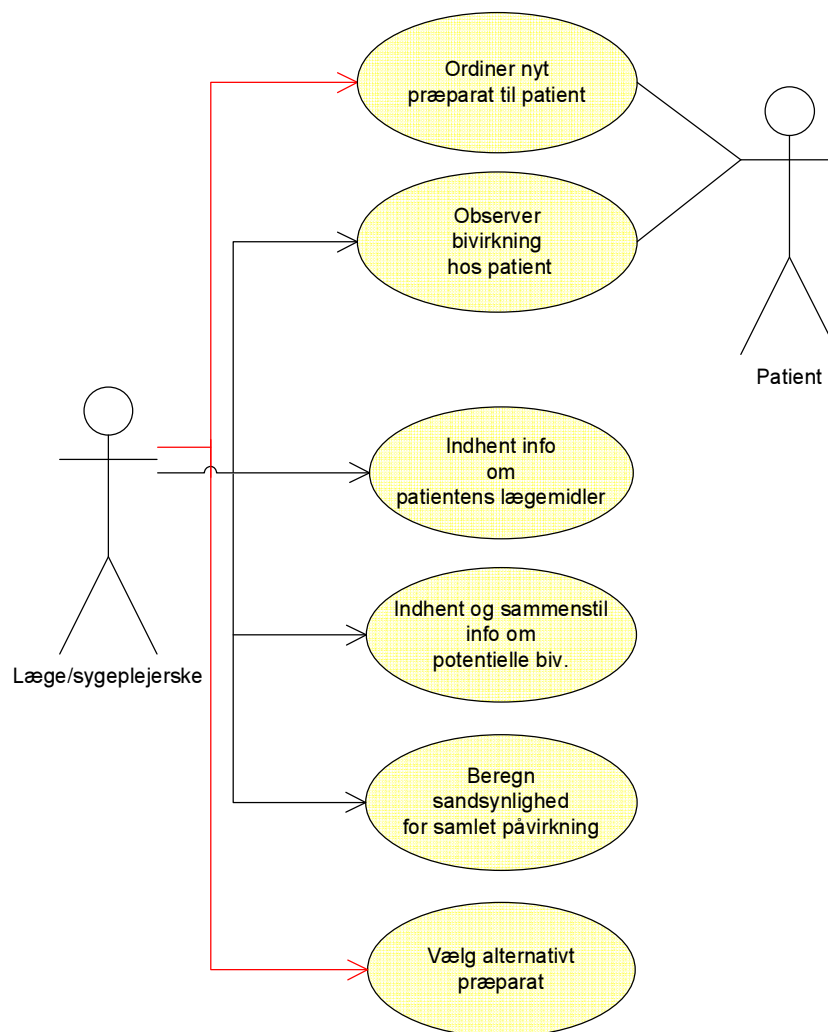 Ordiner nyt
præparat til patient
Observer
bivirkning
hos patient
Patient
Indhent info
om
patientens lægemidler
Indhent og sammenstil
info om
potentielle biv.
Læge/sygeplejerske
Beregn
sandsynlighed
for samlet påvirkning
Vælg alternativt
præparat